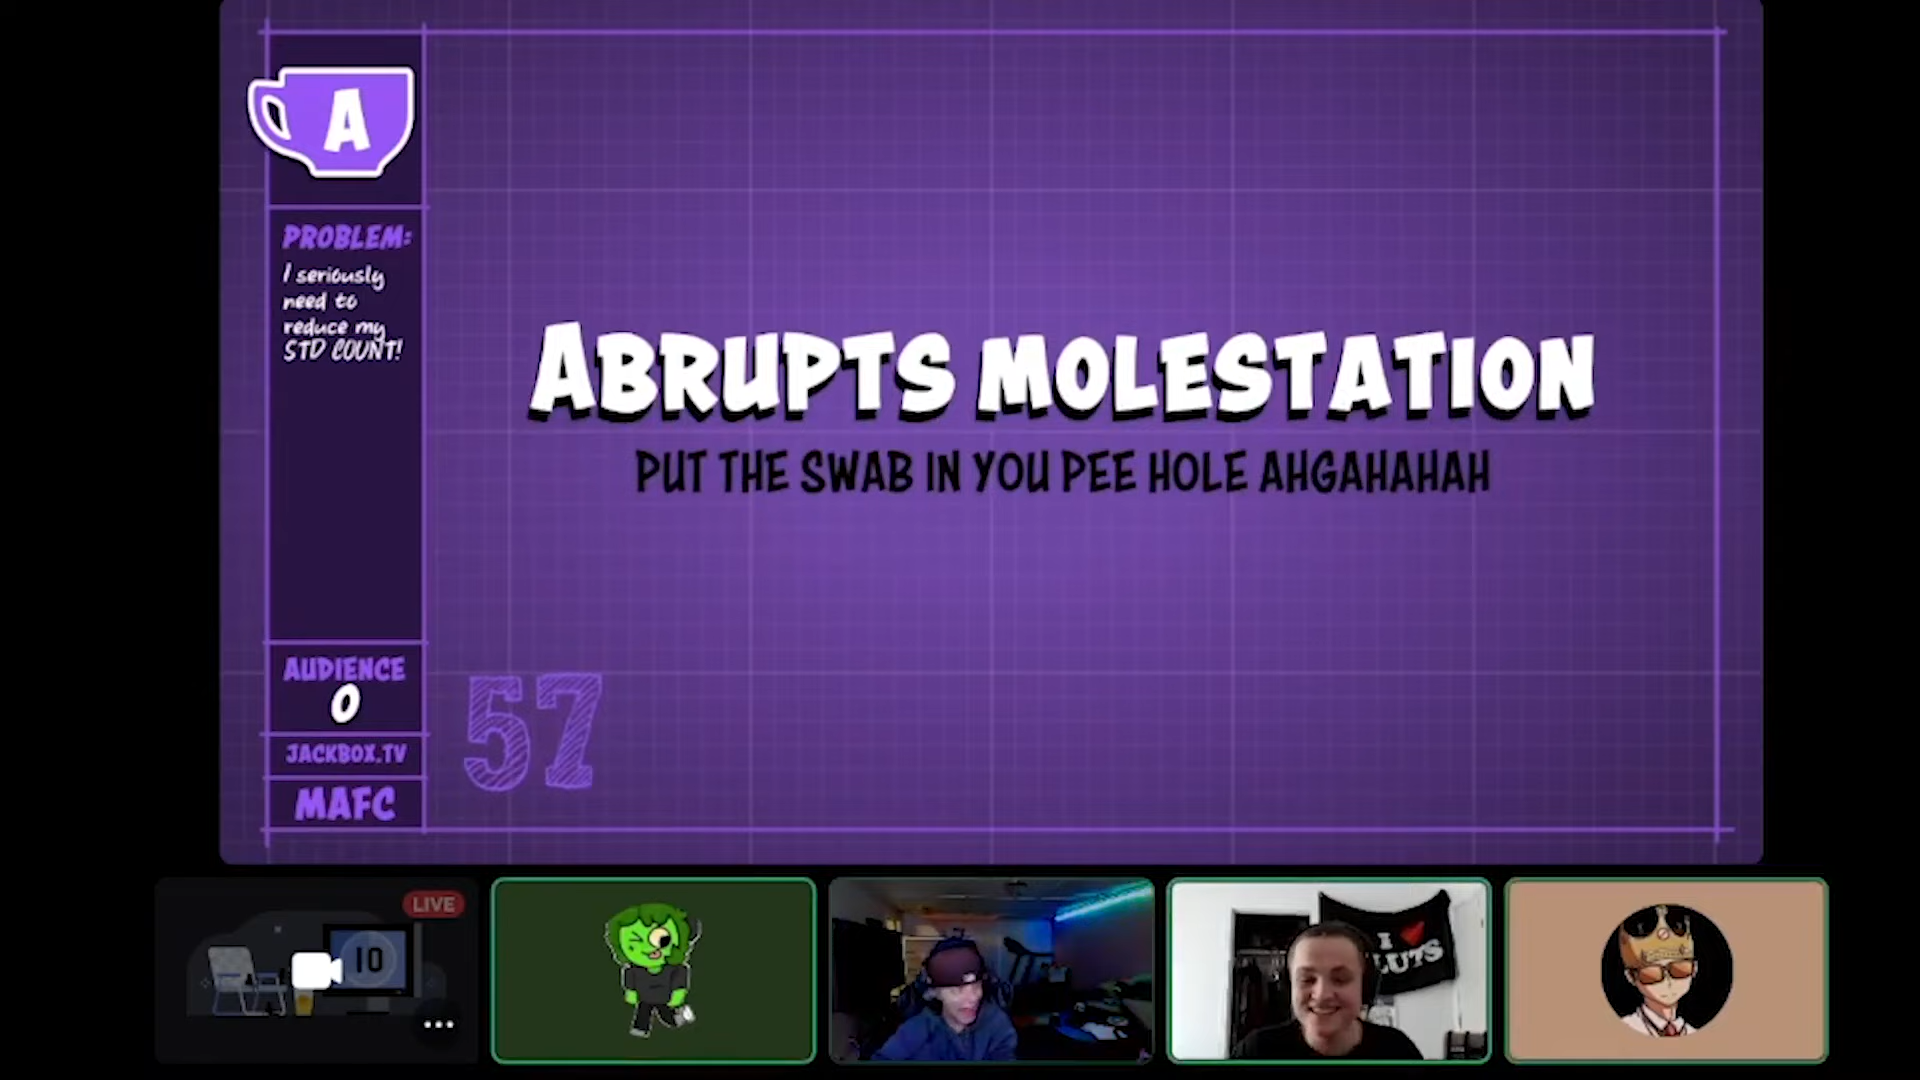 A
PROBLEM:
I seriously
need to
reduce my
STD COUNT!
ABRUPTS MOLESTATION
PUT THE SWAB IN YOU PEE HOLE AHGAHAHAH
AUDIENCE
0
JACKBOX.TV
MAFC
57
LIVE
10
I
LUTS